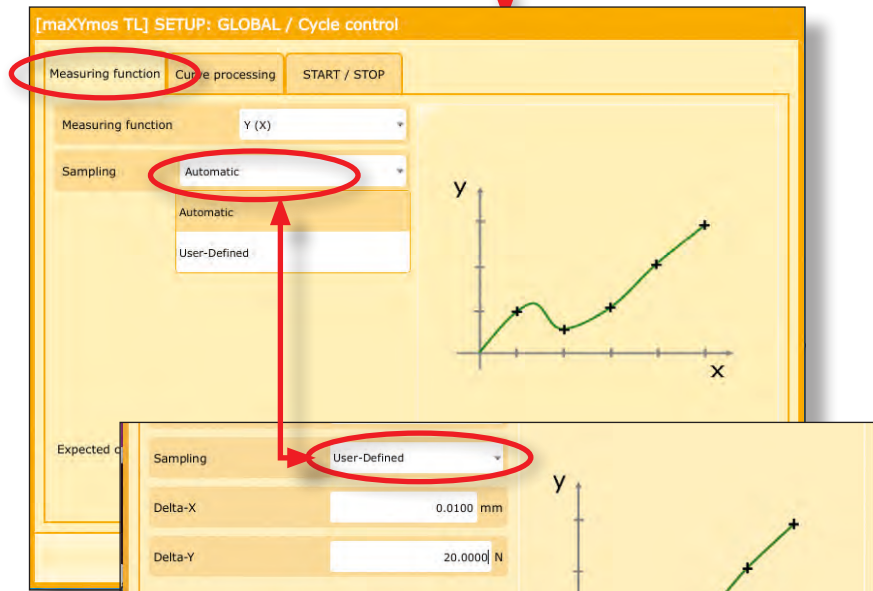 [maXYmos TL] SETUP: GLOBAL / Cycle control
Measuring function Curve processing START / STOP
Measuring function Y (X)
Sampling Automatic
Automatic
User-Defined
y
x
Expected
Sampling User-Defined
Delta-X 0.0100 mm
Delta-Y 20.0000 N
y